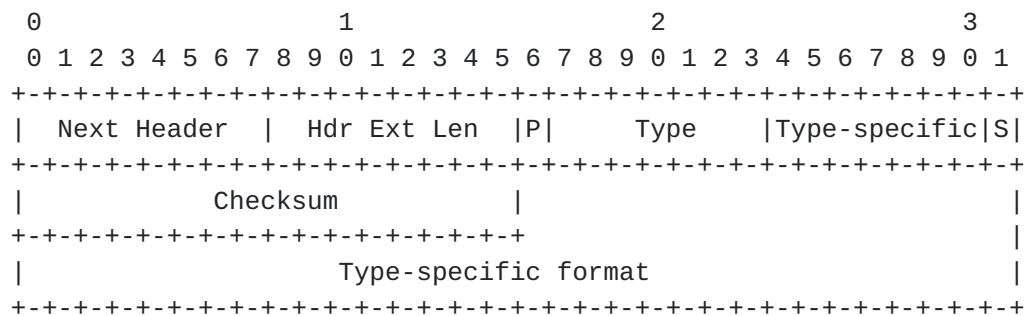 0                   1                   2                   3
 0 1 2 3 4 5 6 7 8 9 0 1 2 3 4 5 6 7 8 9 0 1 2 3 4 5 6 7 8 9 0 1
+-+-+-+-+-+-+-+-+-+-+-+-+-+-+-+-+-+-+-+-+-+-+-+-+-+-+-+-+-+-+-+-+
|  Next Header  |  Hdr Ext Len  |P|     Type    |Type-specific|S|
+-+-+-+-+-+-+-+-+-+-+-+-+-+-+-+-+-+-+-+-+-+-+-+-+-+-+-+-+-+-+-+-+
|            Checksum           |                               |
+-+-+-+-+-+-+-+-+-+-+-+-+-+-+-+-+                               |
|                    Type-specific format                       |
+-+-+-+-+-+-+-+-+-+-+-+-+-+-+-+-+-+-+-+-+-+-+-+-+-+-+-+-+-+-+-+-+